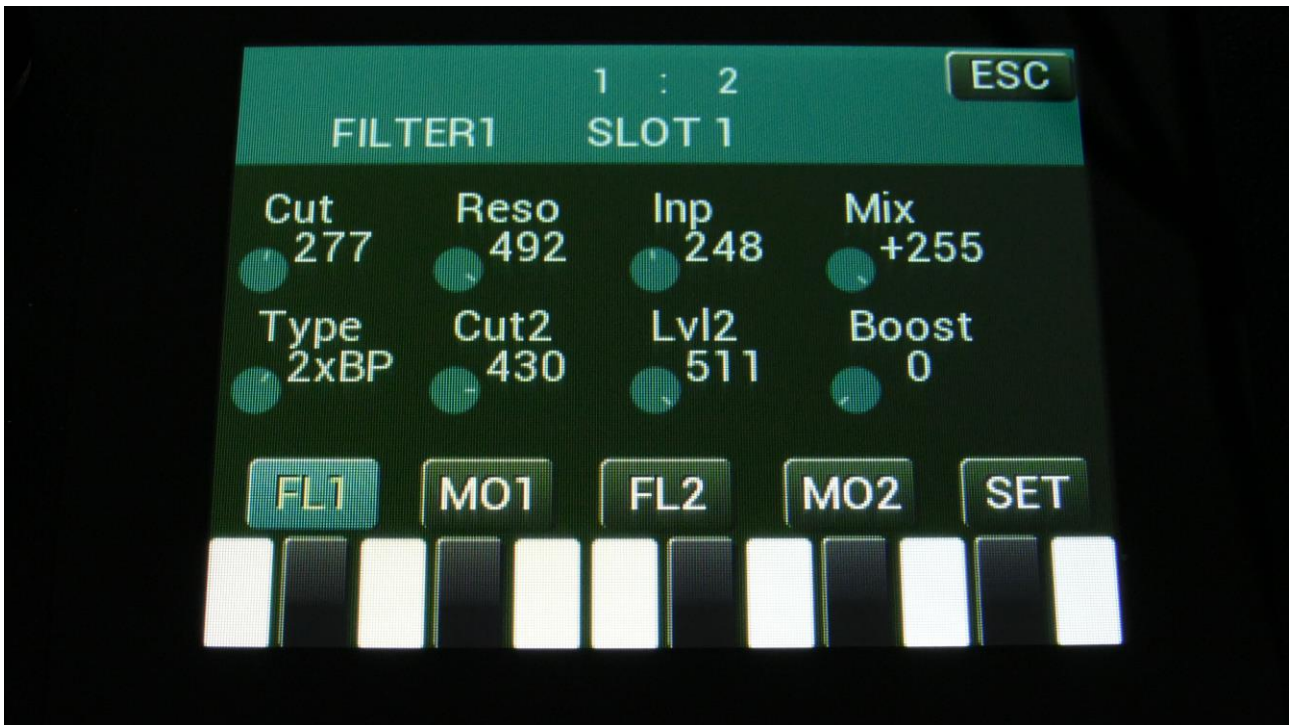 1 : 2 ESC
FILTER1 SLOT 1
Cut Reso Inp Mix
277 492 248 +255
Type Cut2 Lvl2 Boost
2xBP 430 511 0
FL1 MO1 FL2 MO2 SET